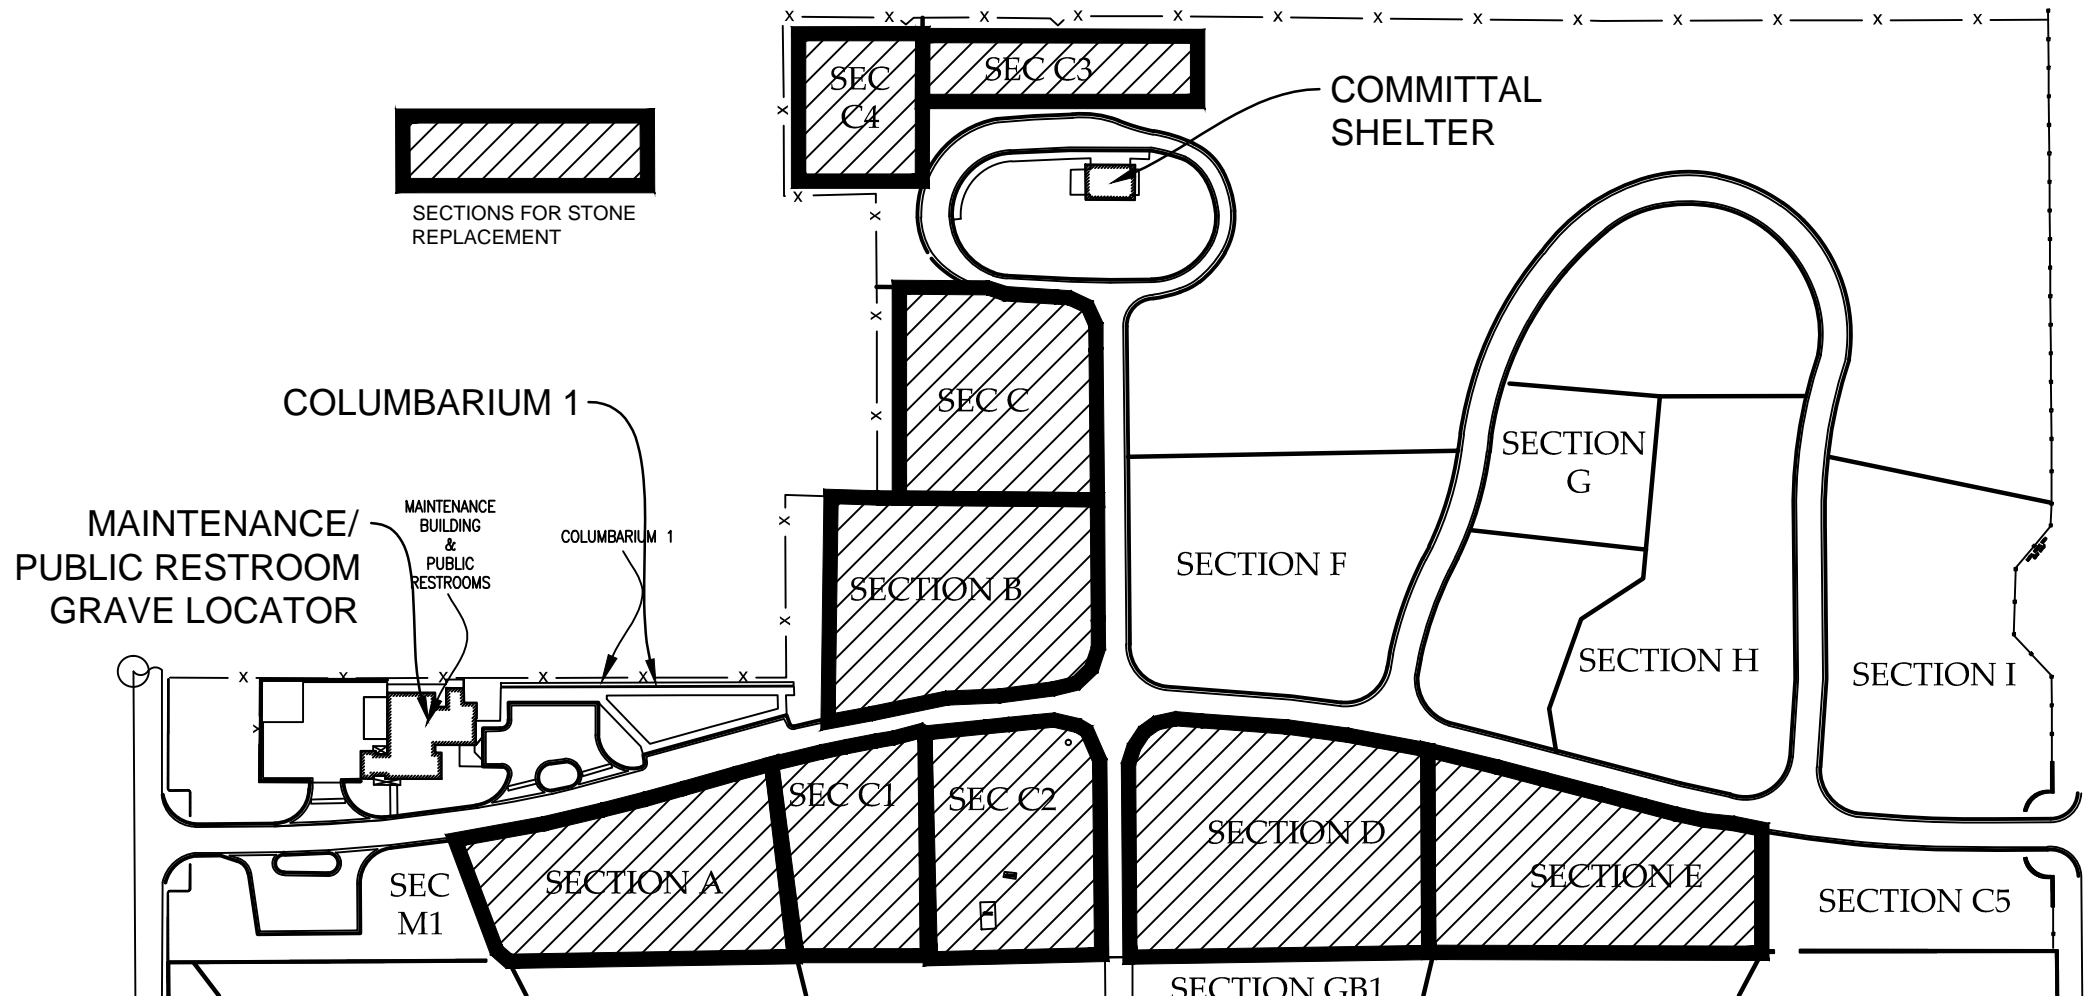 SEC
C4
SEC C3
COMMITTAL
SHELTER
SECTIONS FOR STONE
REPLACEMENT
SEC C
COLUMBARIUM 1
SECTION
G
MAINTENANCE/
PUBLIC RESTROOM
GRAVE LOCATOR
MAINTENANCE
BUILDING
&
PUBLIC
RESTROOMS
COLUMBARIUM 1
SECTION B
SECTION F
SECTION H
SECTION I
SEC C1
SEC C2
SECTION D
SECTION A
SECTION E
SEC
M1
SECTION C5
SECTION GB1